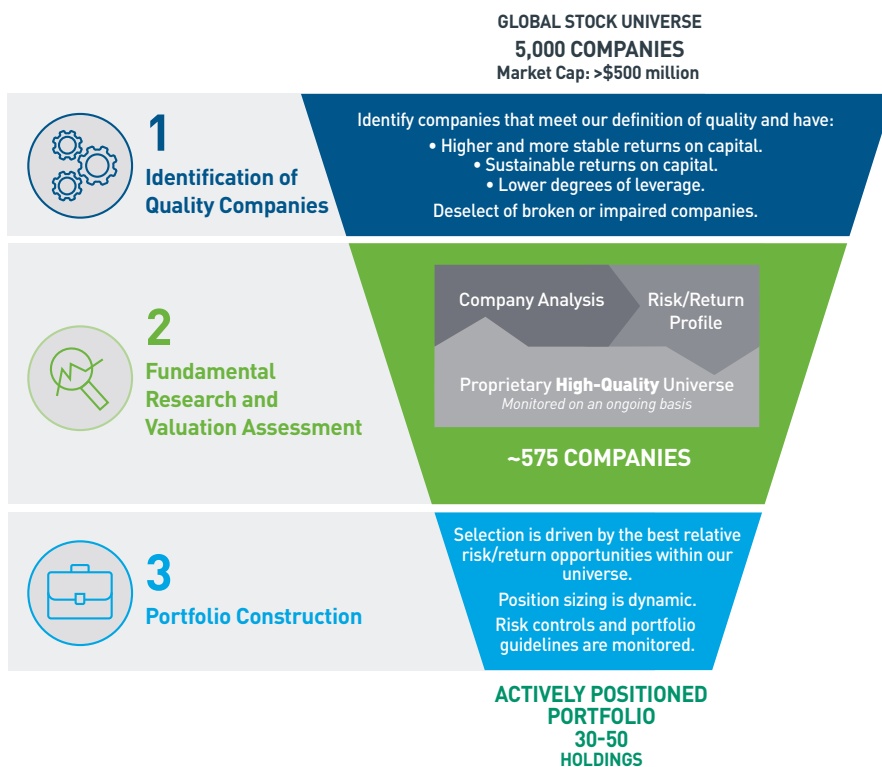 GLOBAL STOCK UNIVERSE
5,000 COMPANIES
Market Cap: >$500 million
1
Identification of
Quality Companies
Identify companies that meet our definition of quality and have:
• Higher and more stable returns on capital.
• Sustainable returns on capital.
• Lower degrees of leverage.
Deselect of broken or impaired companies.
2
Fundamental
Research and
Valuation Assessment
Company Analysis
Risk/Return
Profile
Proprietary High-Quality Universe
Monitored on an ongoing basis
~575 COMPANIES
3
Portfolio Construction
Selection is driven by the best relative
risk/return opportunities within our
universe.
Position sizing is dynamic.
Risk controls and portfolio
guidelines are monitored.
ACTIVELY POSITIONED
PORTFOLIO
30-50
HOLDINGS